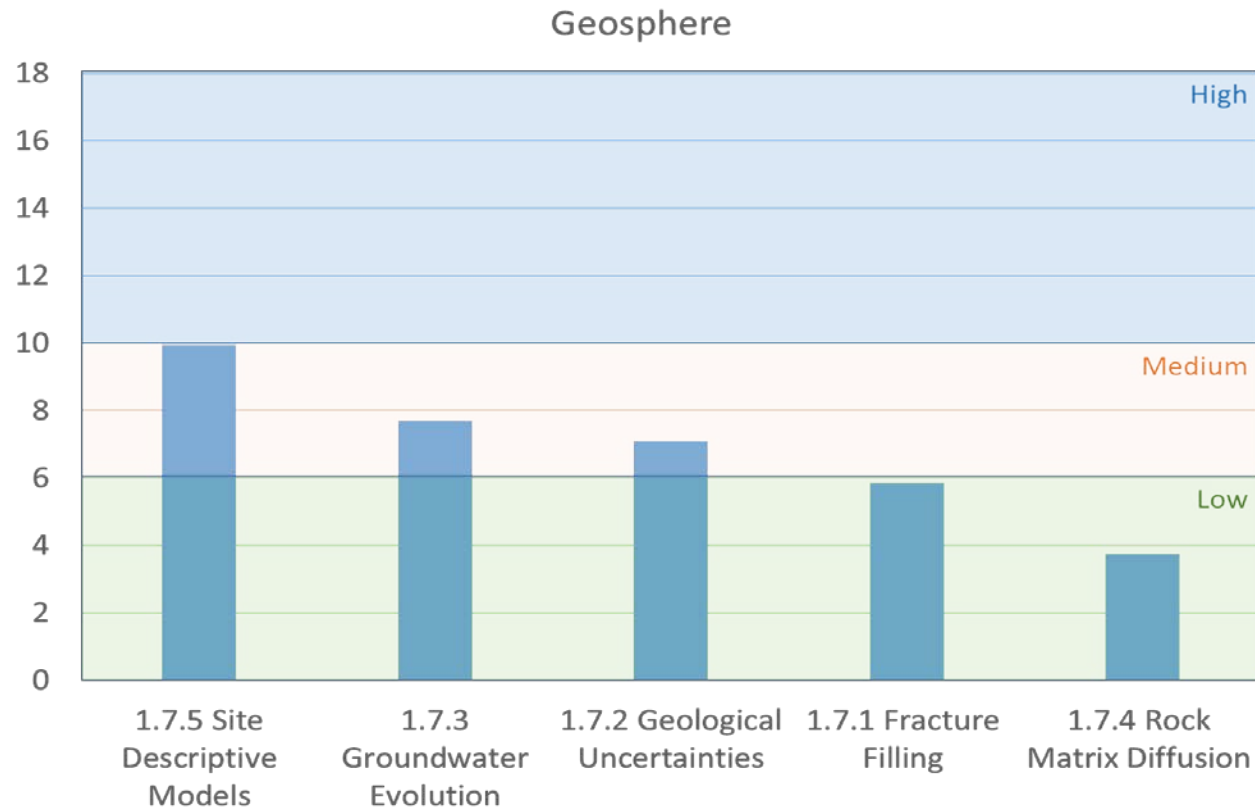 Geosphere
18
High
16
14
12
10
Medium
8
6
Low
4
2
0
1.7.5 Site
Descriptive
Models
1.7.3
Groundwater
Evolution
1.7.2 Geological
Uncertainties
1.7.1 Fracture
Filling
1.7.4 Rock
Matrix Diffusion